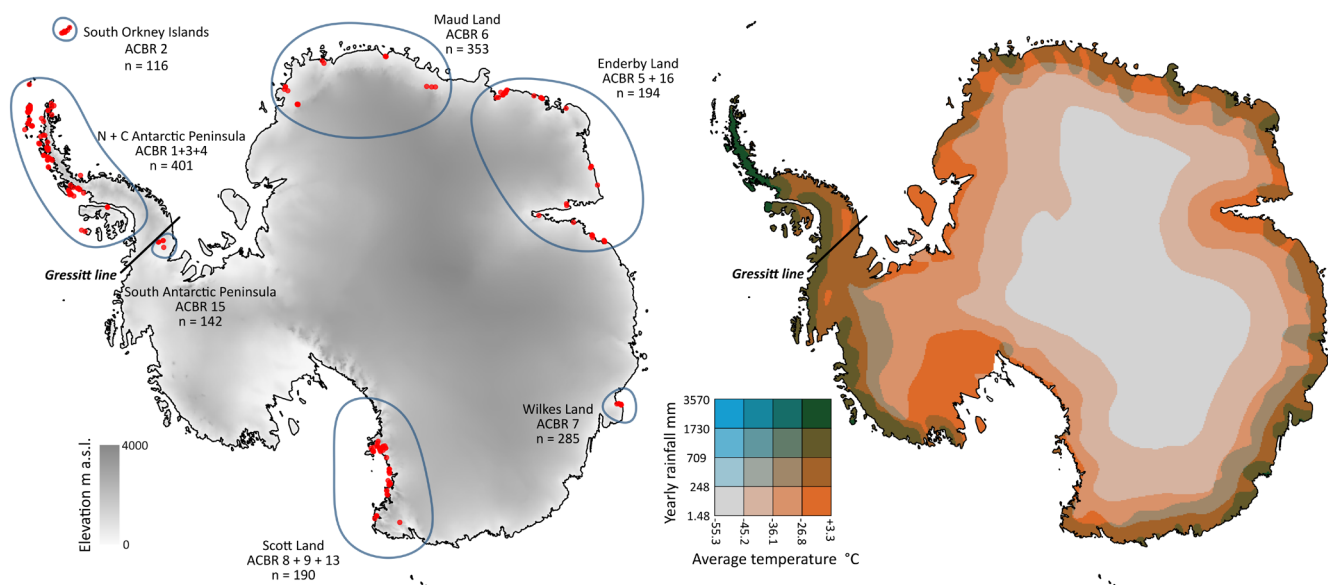 South Orkney Islands
ACBR 2
n = 116
Maud Land
ACBR 6
n = 353
Enderby Land
ACBR 5 + 16
n = 194
N + C Antarctic Peninsula
ACBR 1+3+4
n = 401
Gressitt line
South Antarctic Peninsula
ACBR 15
n = 142
Wilkes Land
ACBR 7
n = 285
Scott Land
ACBR 8 + 9 + 13
n = 190
Elevation m a.s.l.
4000
0
Gressitt line
Yearly rainfall mm
3570
1730
709
248
1.48
-55.3
-45.2
-36.1
-26.8
+3.3
Average temperature °C